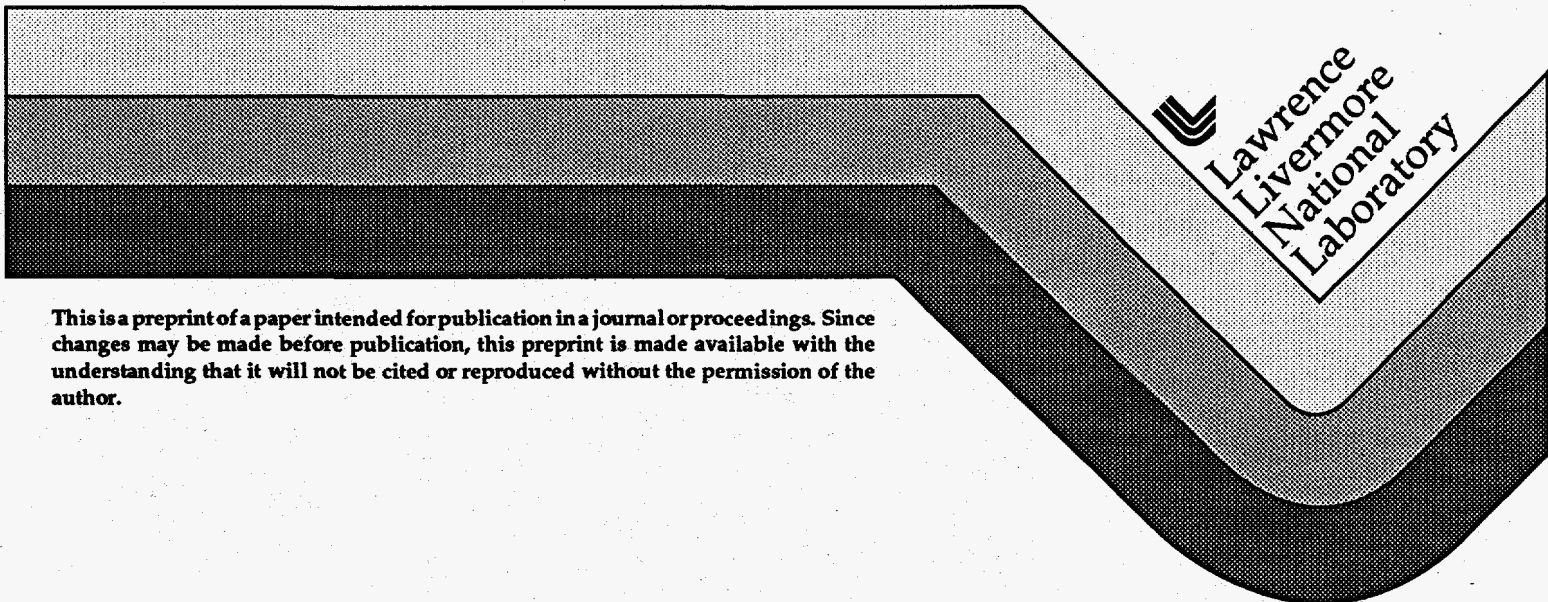 Lawrence
Livermore
National
Laboratory
This is a preprint of a paper intended for publication in a journal or proceedings. Since
changes may be made before publication, this preprint is made available with the
understanding that it will not be cited or reproduced without the permission of the
author.